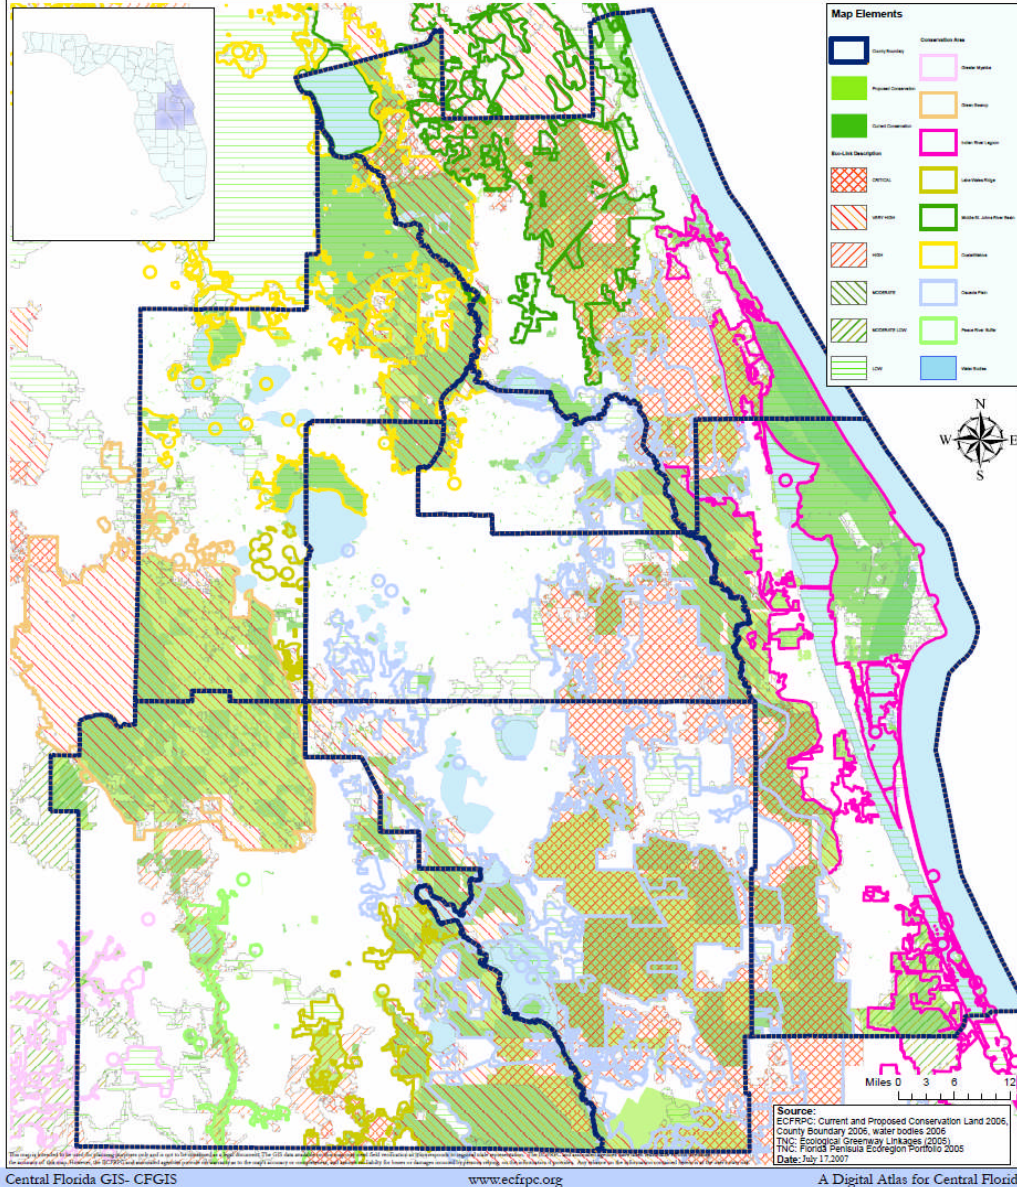 Map Elements
Conservation Area
County Boundary
Greater Myakka
Proposed Conservation
Green Swamp
Current Conservation
Indian River Lagoon
Eco-Link Description
CRITICAL
Lake Wales Ridge
VERY HIGH
Middle St. Johns River Basin
HIGH
MODERATE
Osceola Plain
MODERATE LOW
Peace River Buffer
LOW
Water Bodies
N
W E
S
Miles 0 3 6 12
Source:
ECFRPC: Current and Proposed Conservation Land 2006,
County Boundary 2006, water bodies 2006
TNC: Ecological Greenway Linkages (2005)
TNC: Florida Penisula Ecoregion Portfolio 2005
Date: July 17,2007
Central Florida GIS- CFGIS
www.ecfrpc.org
A Digital Atlas for Central Florid